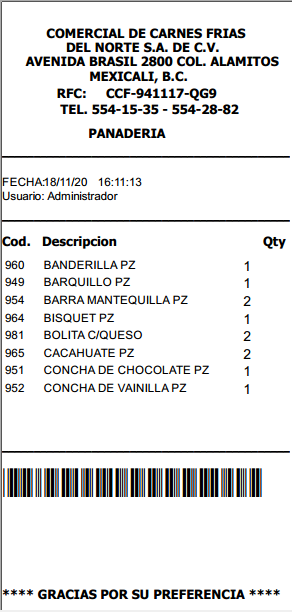 COMERCIAL DE CARNES FRIAS
DEL NORTE S.A. DE C.V.
AVENIDA BRASIL 2800 COL. ALAMITOS
MEXICALI, B.C.
RFC: CCF-941117-QG9
TEL. 554-15-35 - 554-28-82
PANADERIA
FECHA:18/11/20 16:11:13
Usuario: Administrador
Cod. Descripcion Qty
960 BANDERILLA PZ 1
949 BARQUILLO PZ 1
954 BARRA MANTEQUILLA PZ 2
964 BISQUET PZ 1
981 BOLITA C/QUESO 2
965 CACAHUATE PZ 2
951 CONCHA DE CHOCOLATE PZ 1
952 CONCHA DE VAINILLA PZ 1
**** GRACIAS POR SU PREFERENCIA ****